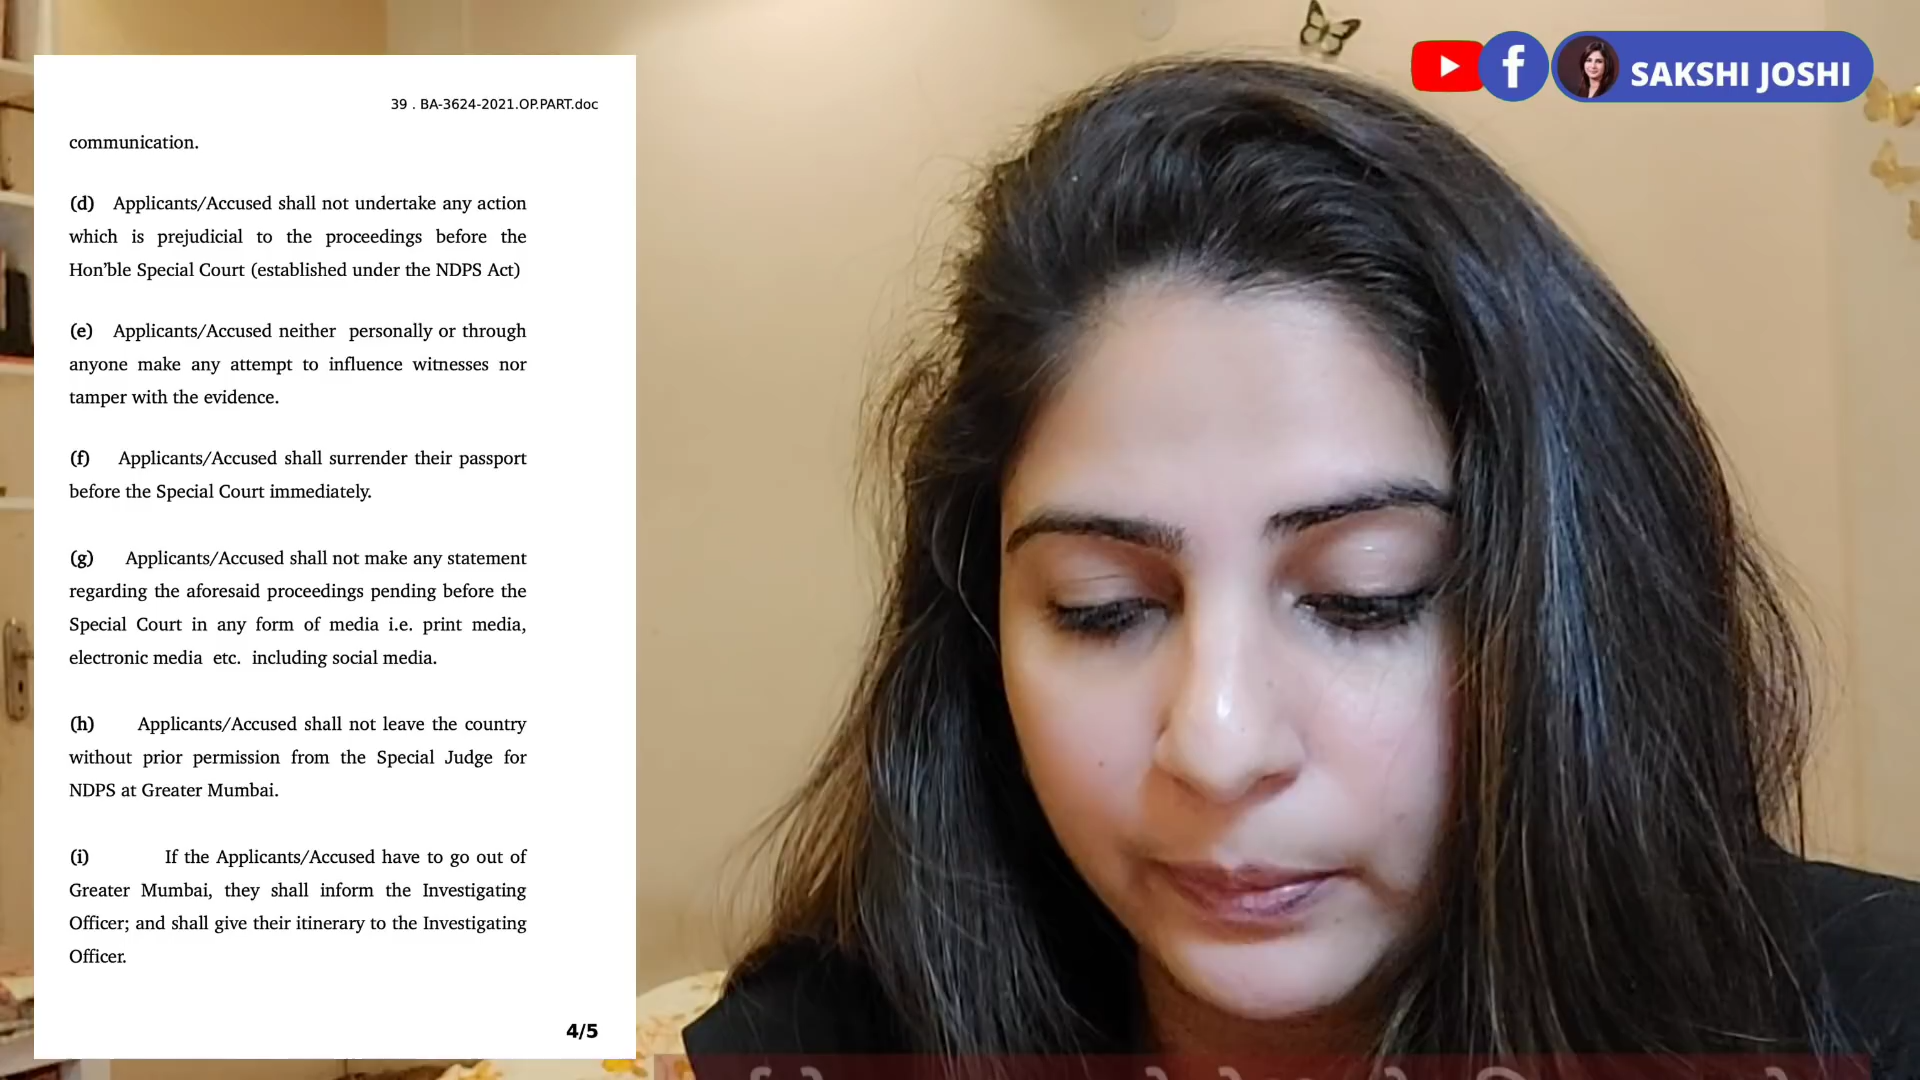 39 . BA-3624-2021.OP.PART.doc
communication.
(d) Applicants/Accused shall not undertake any action
which is prejudicial to the proceedings before the
Hon’ble Special Court (established under the NDPS Act)
(e) Applicants/Accused neither personally or through
anyone make any attempt to influence witnesses nor
tamper with the evidence.
(f) Applicants/Accused shall surrender their passport
before the Special Court immediately.
(g) Applicants/Accused shall not make any statement
regarding the aforesaid proceedings pending before the
Special Court in any form of media i.e. print media,
electronic media etc. including social media.
(h) Applicants/Accused shall not leave the country
without prior permission from the Special Judge for
NDPS at Greater Mumbai.
(i) If the Applicants/Accused have to go out of
Greater Mumbai, they shall inform the Investigating
Officer; and shall give their itinerary to the Investigating
Officer.
4/5
SAKSHI JOSHI